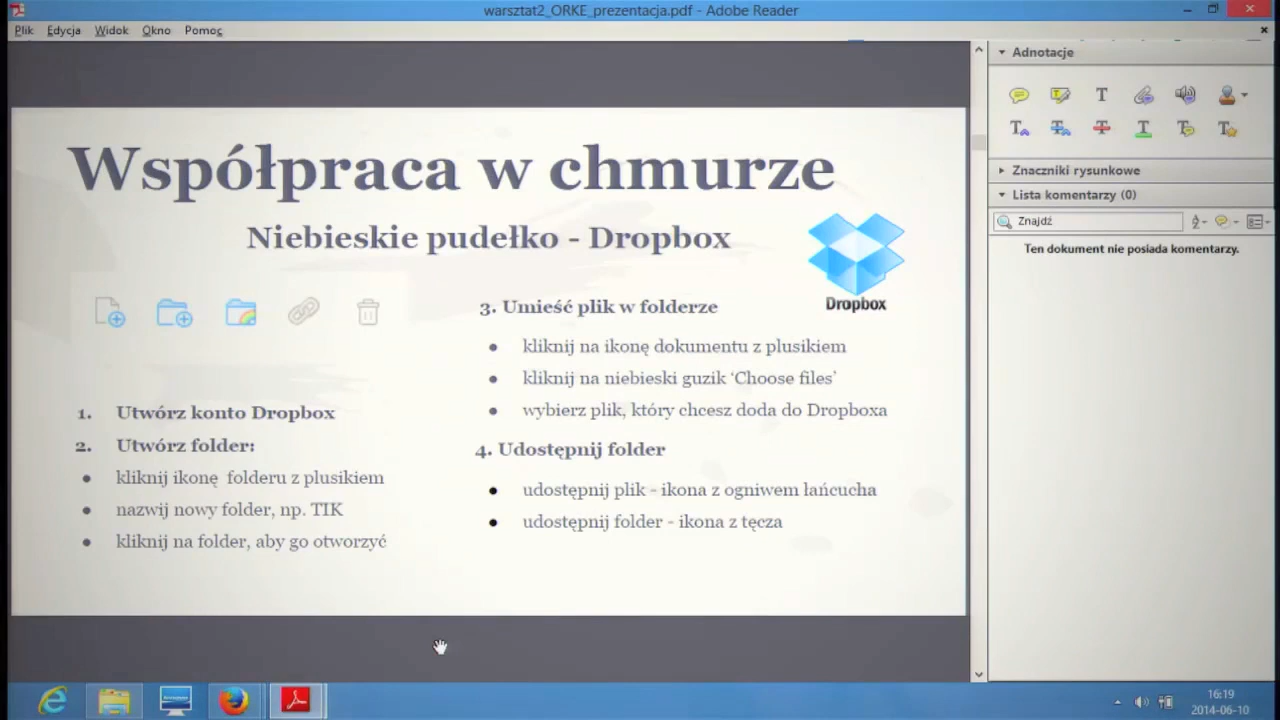 warsztat2_ORKE_prezentacja.pdf - Adobe Reader
Plik Edycja Widok Okno Pomoc
Współpraca w chmurze
Niebieskie pudełko - Dropbox
Dropbox
1. Utwórz konto Dropbox
2. Utwórz folder:
● kliknij ikonę folderu z plusikiem
● nazwij nowy folder, np. TIK
● kliknij na folder, aby go otworzyć
3. Umieść plik w folderze
● kliknij na ikonę dokumentu z plusikiem
● kliknij na niebieski guzik ‘Choose files’
● wybierz plik, który chcesz doda do Dropboxa
4. Udostępnij folder
● udostępnij plik - ikona z ogniwem łańcucha
● udostępnij folder - ikona z tęcza
Adnotacje
Znaczniki rysunkowe
Lista komentarzy (0)
Znajdź
Ten dokument nie posiada komentarzy.
16:19
2014-06-10